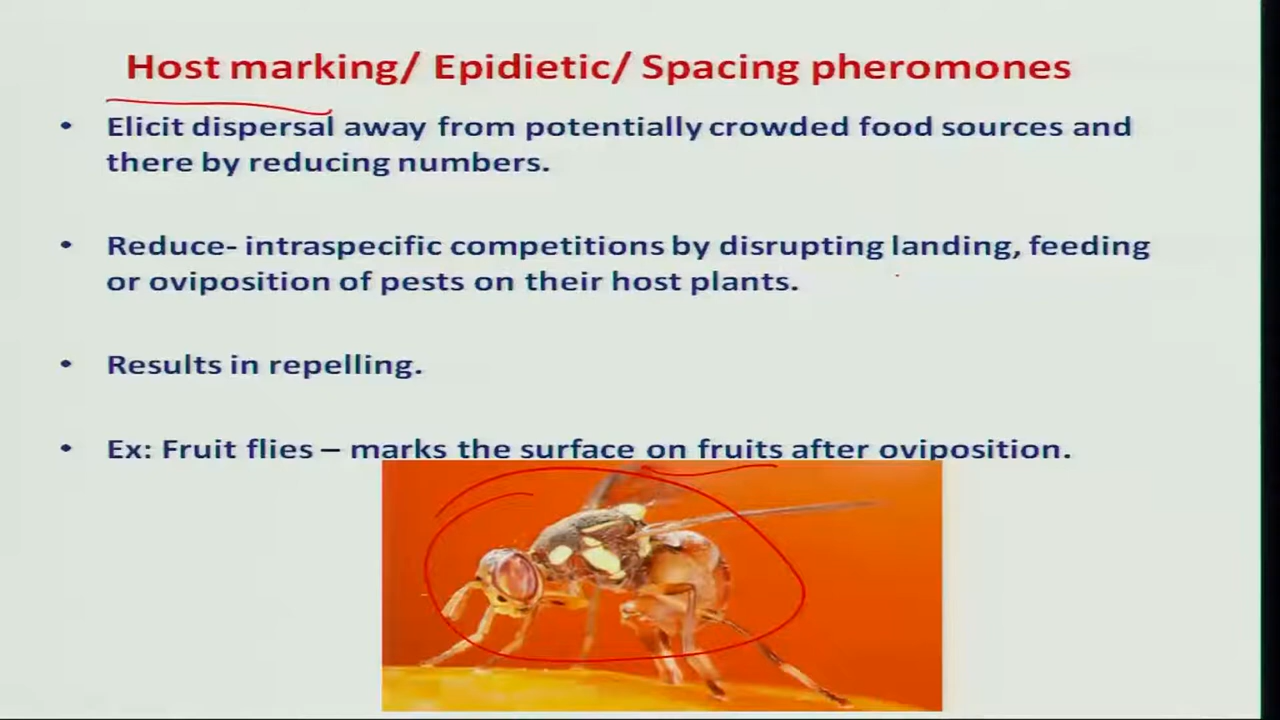 Host marking/ Epidietic/ Spacing pheromones
• Elicit dispersal away from potentially crowded food sources and
there by reducing numbers.
• Reduce- intraspecific competitions by disrupting landing, feeding
or oviposition of pests on their host plants.
• Results in repelling.
• Ex: Fruit flies – marks the surface on fruits after oviposition.